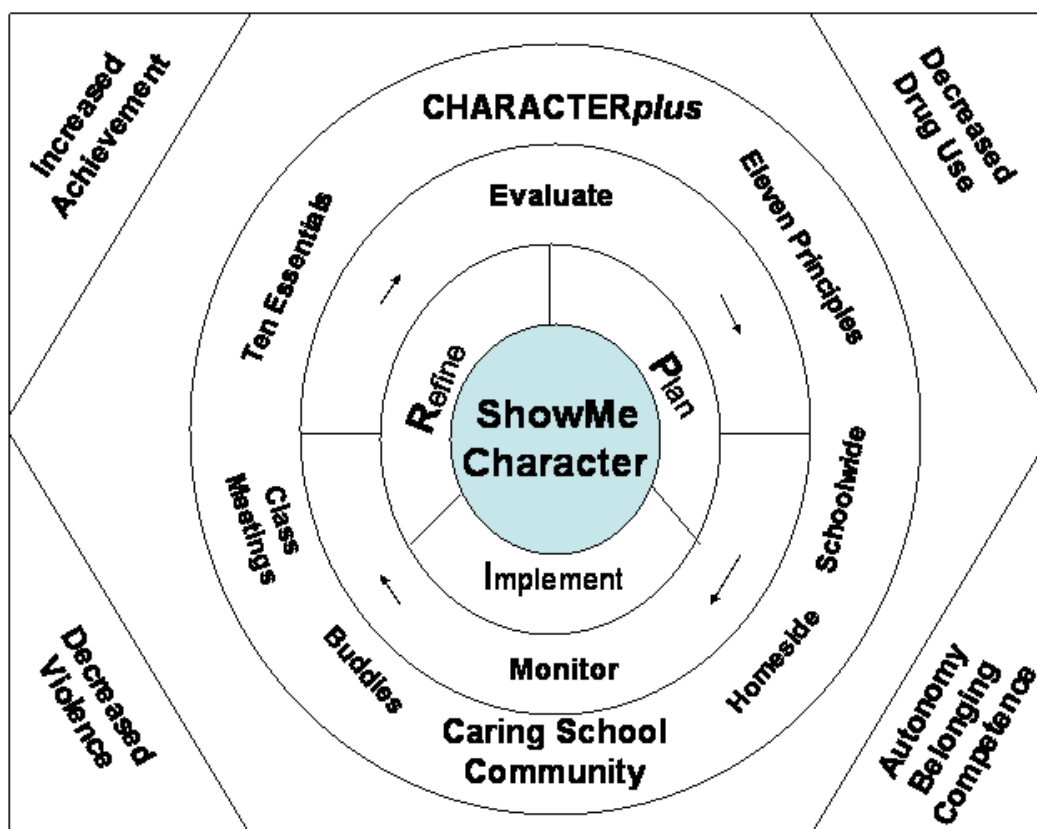 Increased
Achievement
Decreased
Drug Use
CHARACTERplus
Ten Essentials
Eleven Principles
Evaluate
Refine
Plan
ShowMe
Character
Implement
Monitor
Class
Meetings
Buddies
Schoolwide
Homeside
Caring School
Community
Decreased
Violence
Autonomy
Belonging
Competence